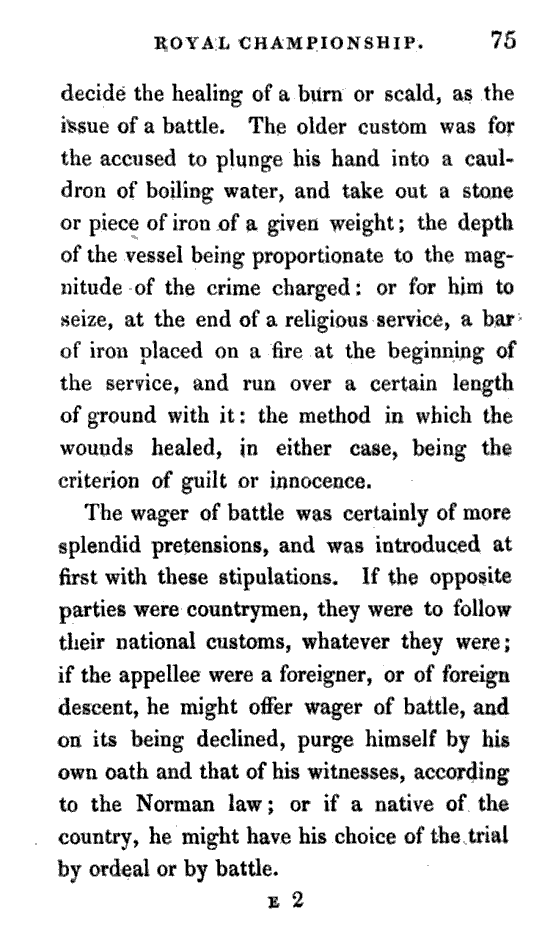 ROYAL CHAMPIONSHIP. 75
decide the healing of a burn or scald, as the
issue of a battle. The older custom was for
the accused to plunge his hand into a caul-
dron of boiling water, and take out a stone
or piece of iron of a given weight; the depth
of the vessel being proportionate to the mag-
nitude of the crime charged: or for him to
seize, at the end of a religious service, a bar
of iron placed on a fire at the beginning of
the service, and run over a certain length
of ground with it: the method in which the
wounds healed, in either case, being the
criterion of guilt or innocence.
The wager of battle was certainly of more
splendid pretensions, and was introduced at
first with these stipulations. If the opposite
parties were countrymen, they were to follow
their national customs, whatever they were;
if the appellee were a foreigner, or of foreign
descent, he might offer wager of battle, and
on its being declined, purge himself by his
own oath and that of his witnesses, according
to the Norman law; or if a native of the
country, he might have his choice of the trial
by ordeal or by battle.
E 2